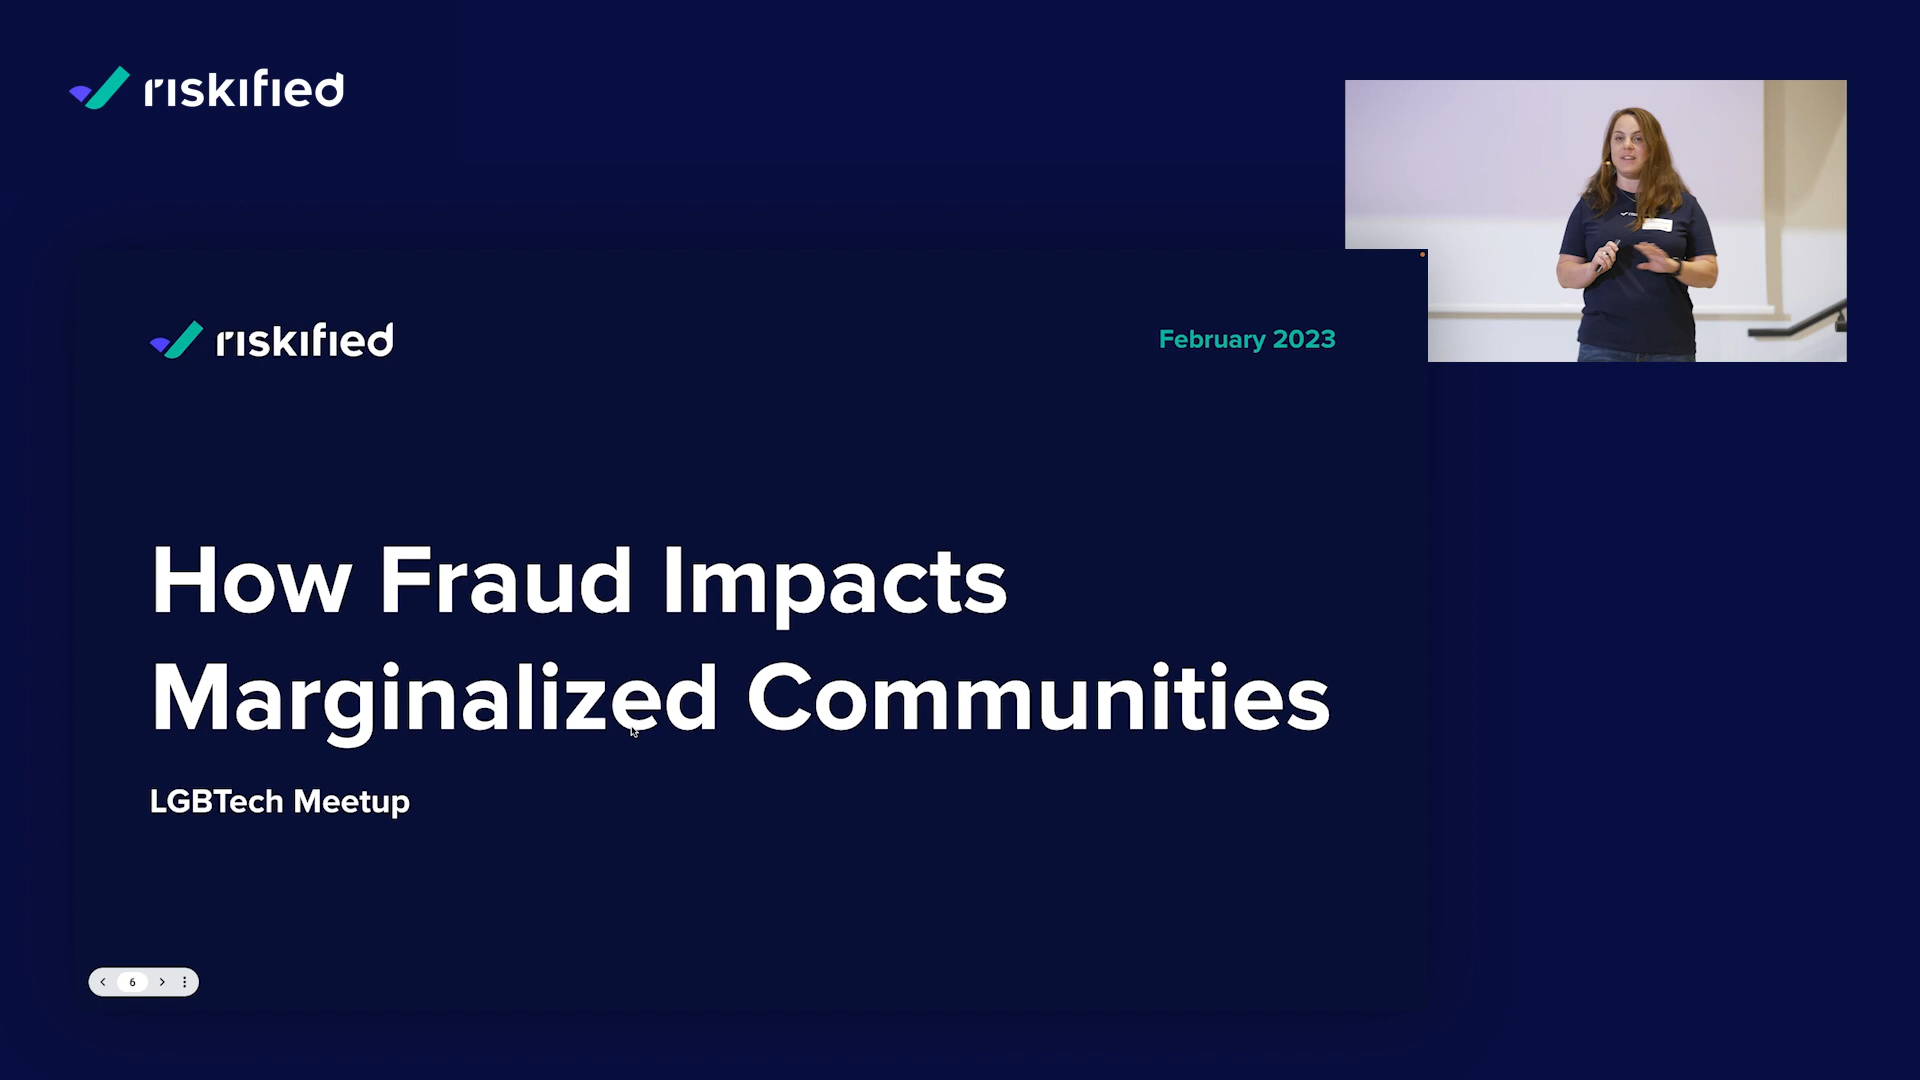 riskified
riskified
February 2023
How Fraud Impacts
Marginalized Communities
LGBTech Meetup
6